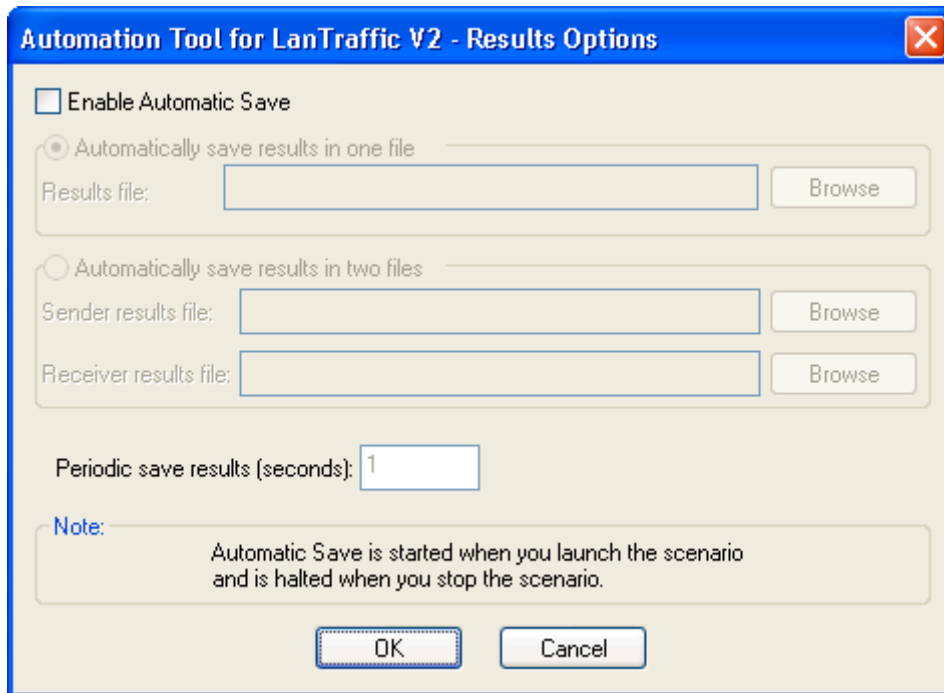 Automation Tool for LanTraffic V2 - Results Options
Enable Automatic Save
Automatically save results in one file
Results file:
Browse
Automatically save results in two files
Sender results file:
Browse
Receiver results file:
Browse
Periodic save results (seconds): 1
Note:
Automatic Save is started when you launch the scenario
and is halted when you stop the scenario.
OK
Cancel